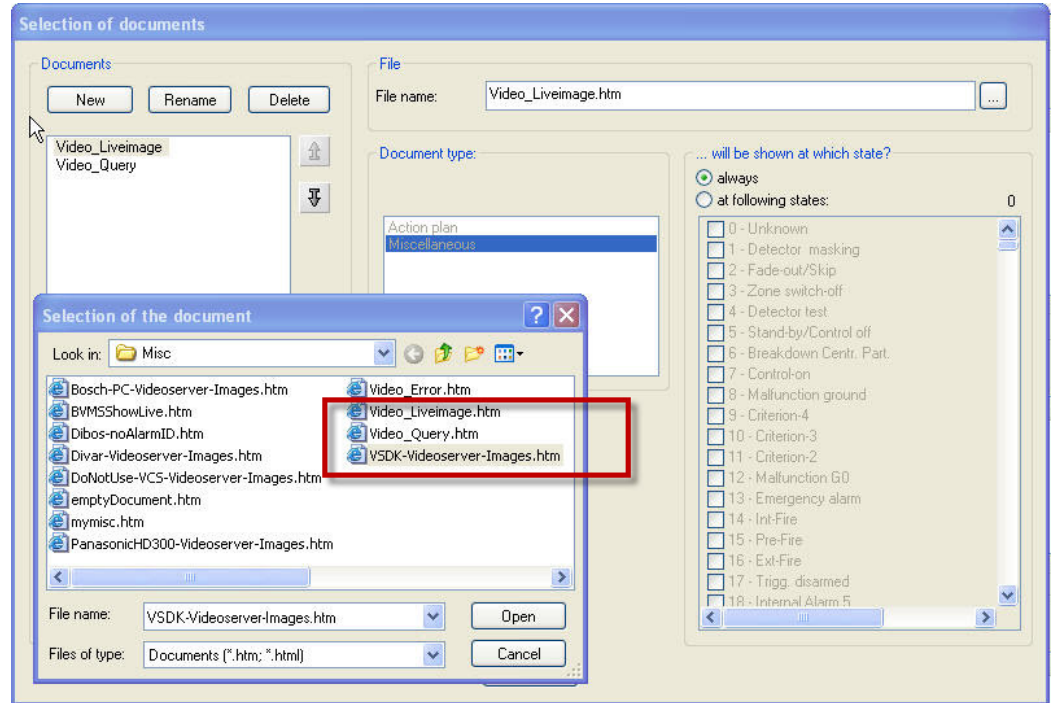 Selection of documents
Documents
New Rename Delete
Video_Liveimage
Video_Query
File
File name: Video_Liveimage.htm ...
Document type:
Action plan
Miscellaneous
... will be shown at which state?
always
at following states: 0
0 - Unknown
1 - Detector masking
2 - Fade-out/Skip
3 - Zone switch-off
4 - Detector test
5 - Stand-by/Control off
6 - Breakdown Centr. Part.
7 - Control-on
8 - Malfunction ground
9 - Criterion-4
10 - Criterion-3
11 - Criterion-2
12 - Malfunction G0
13 - Emergency alarm
14 - Int-Fire
15 - Pre-Fire
16 - Ext-Fire
17 - Trigg. disarmed
18 - Internal Alarm 5
Selection of the document
Look in: Misc
Bosch-PC-Videoserver-Images.htm
BVMSShowLive.htm
Dibos-noAlarmID.htm
Divar-Videoserver-Images.htm
DoNotUse-VCS-Videoserver-Images.htm
emptyDocument.htm
mymisc.htm
PanasonicHD300-Videoserver-Images.htm
Video_Error.htm
Video_Liveimage.htm
Video_Query.htm
VSDK-Videoserver-Images.htm
File name: VSDK-Videoserver-Images.htm Open
Files of type: Documents (*.htm; *.html) Cancel